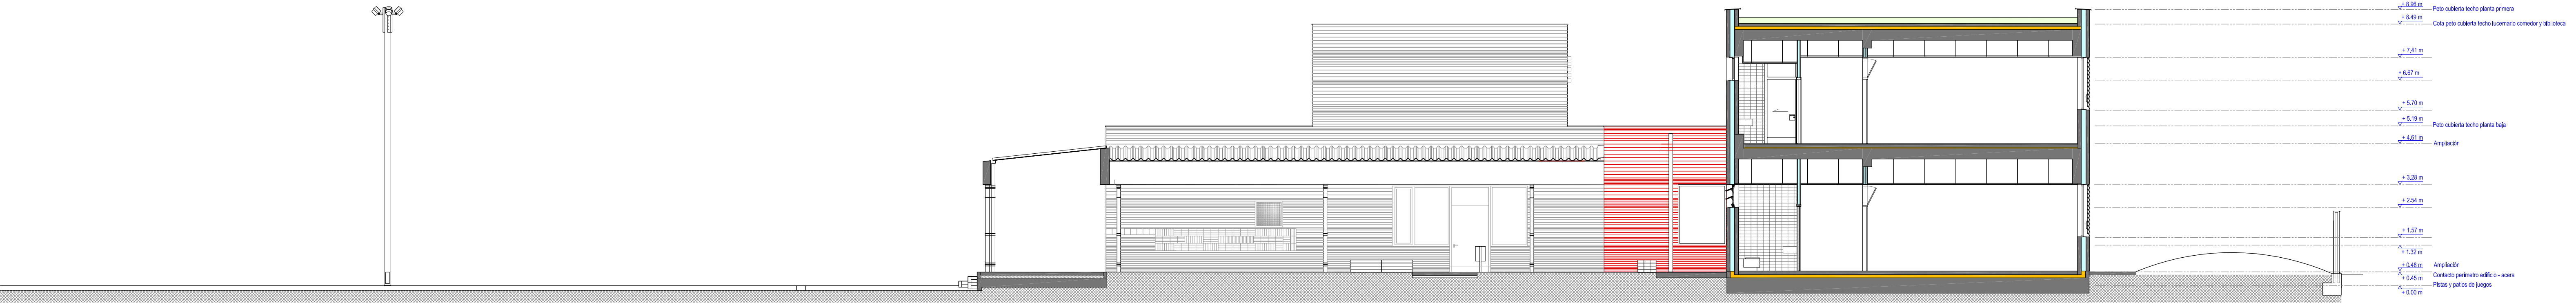 + 8,96 m Peto cubierta techo planta primera
+ 8,49 m Cota peto cubierta techo lucernario comedor y biblioteca
+ 7,41 m
+ 6,67 m
+ 5,70 m
+ 5,19 m Peto cubierta techo planta baja
+ 4,61 m Ampliación
+ 3,28 m
+ 2.54 m
+ 1,57 m
+ 1,32 m
+ 0,48 m Ampliación
+ 0,45 m Contacto perímetro edificio - acera
Pistas y patios de juegos
+ 0.00 m